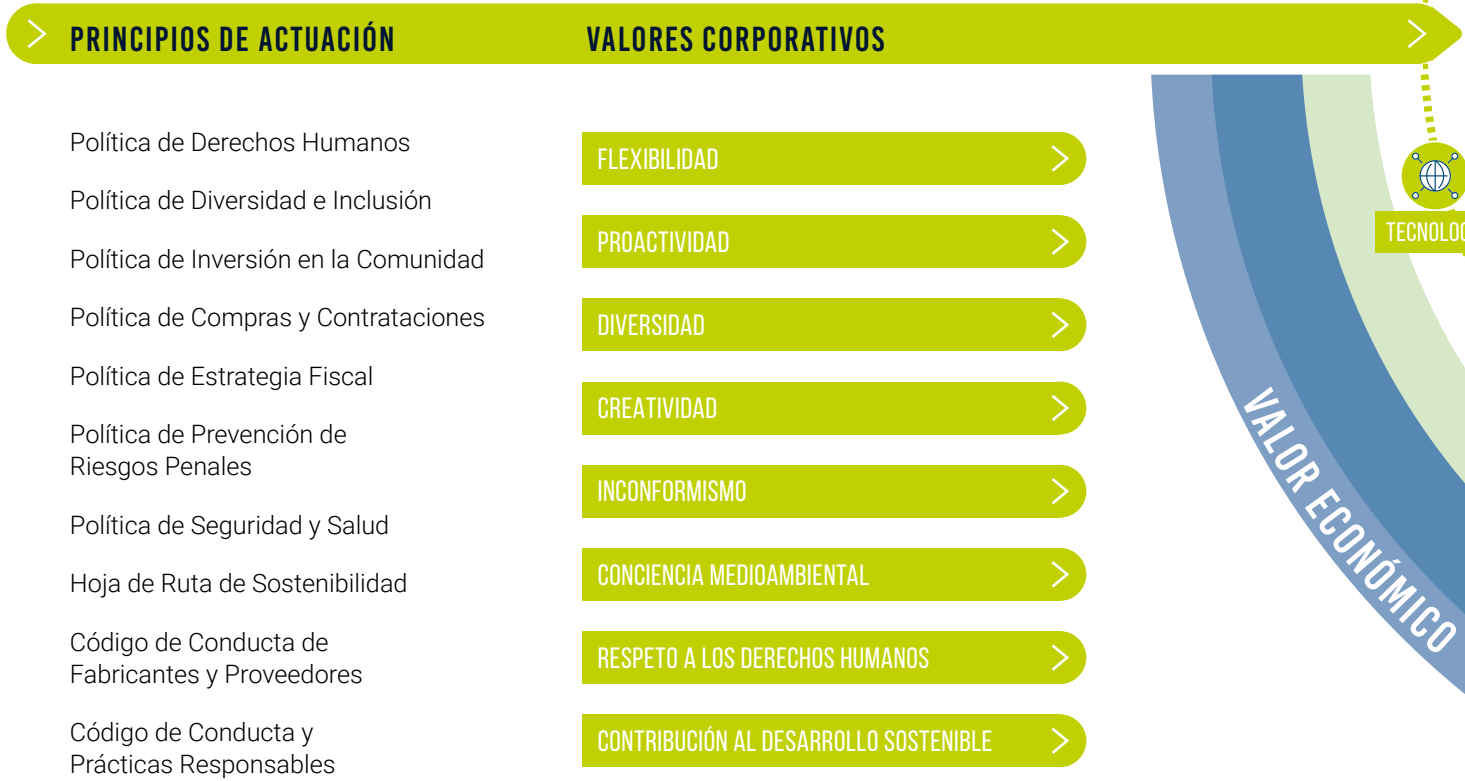 PRINCIPIOS DE ACTUACIÓN
VALORES CORPORATIVOS
Política de Derechos Humanos
Política de Diversidad e Inclusión
Política de Inversión en la Comunidad
Política de Compras y Contrataciones
Política de Estrategia Fiscal
Política de Prevención de
Riesgos Penales
Política de Seguridad y Salud
Hoja de Ruta de Sostenibilidad
Código de Conducta de
Fabricantes y Proveedores
Código de Conducta y
Prácticas Responsables
FLEXIBILIDAD
PROACTIVIDAD
DIVERSIDAD
CREATIVIDAD
INCONFORMISMO
CONCIENCIA MEDIOAMBIENTAL
RESPETO A LOS DERECHOS HUMANOS
CONTRIBUCIÓN AL DESARROLLO SOSTENIBLE
VALOR ECONÓMICO